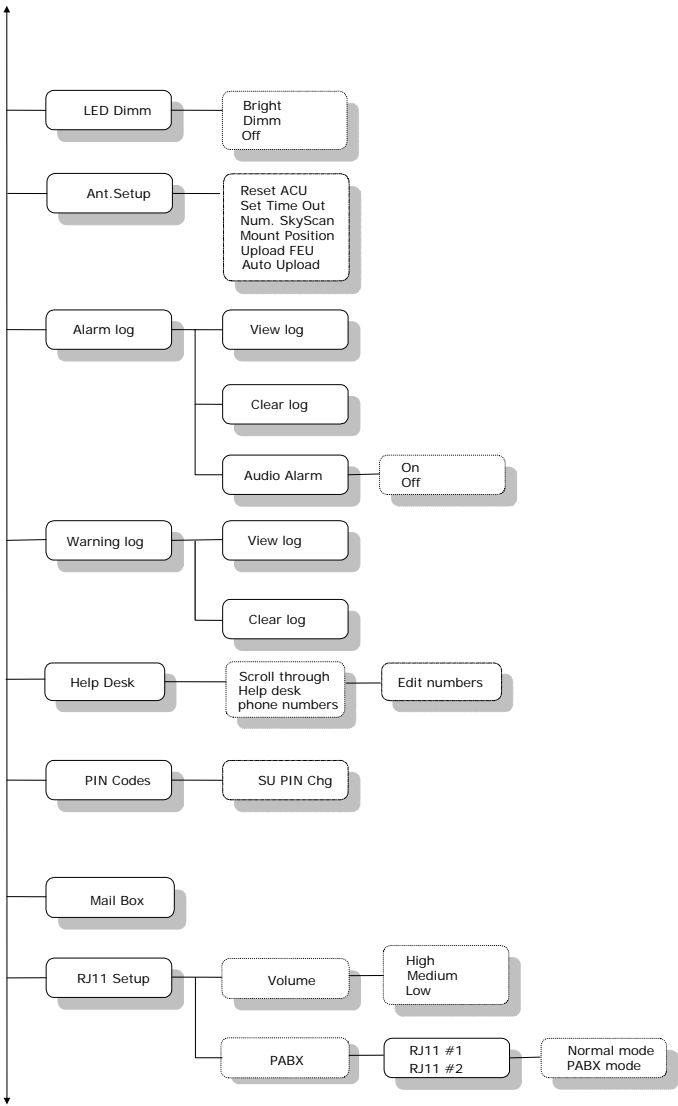 LED Dimm
Bright
Dimm
Off
Ant.Setup
Reset ACU
Set Time Out
Num. SkyScan
Mount Position
Upload FEU
Auto Upload
Alarm log
View log
Clear log
Audio Alarm
On
Off
Warning log
View log
Clear log
Help Desk
Scroll through
Help desk
phone numbers
Edit numbers
PIN Codes
SU PIN Chg
Mail Box
RJ11 Setup
Volume
High
Medium
Low
PABX
RJ11 #1
RJ11 #2
Normal mode
PABX mode